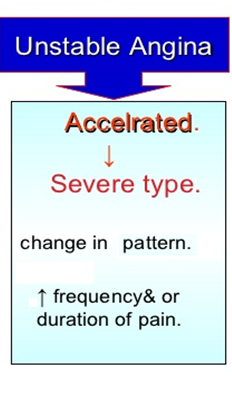 Unstable Angina
Accelrated.
↓
Severe type.
change in pattern.
↑ frequency& or
duration of pain.